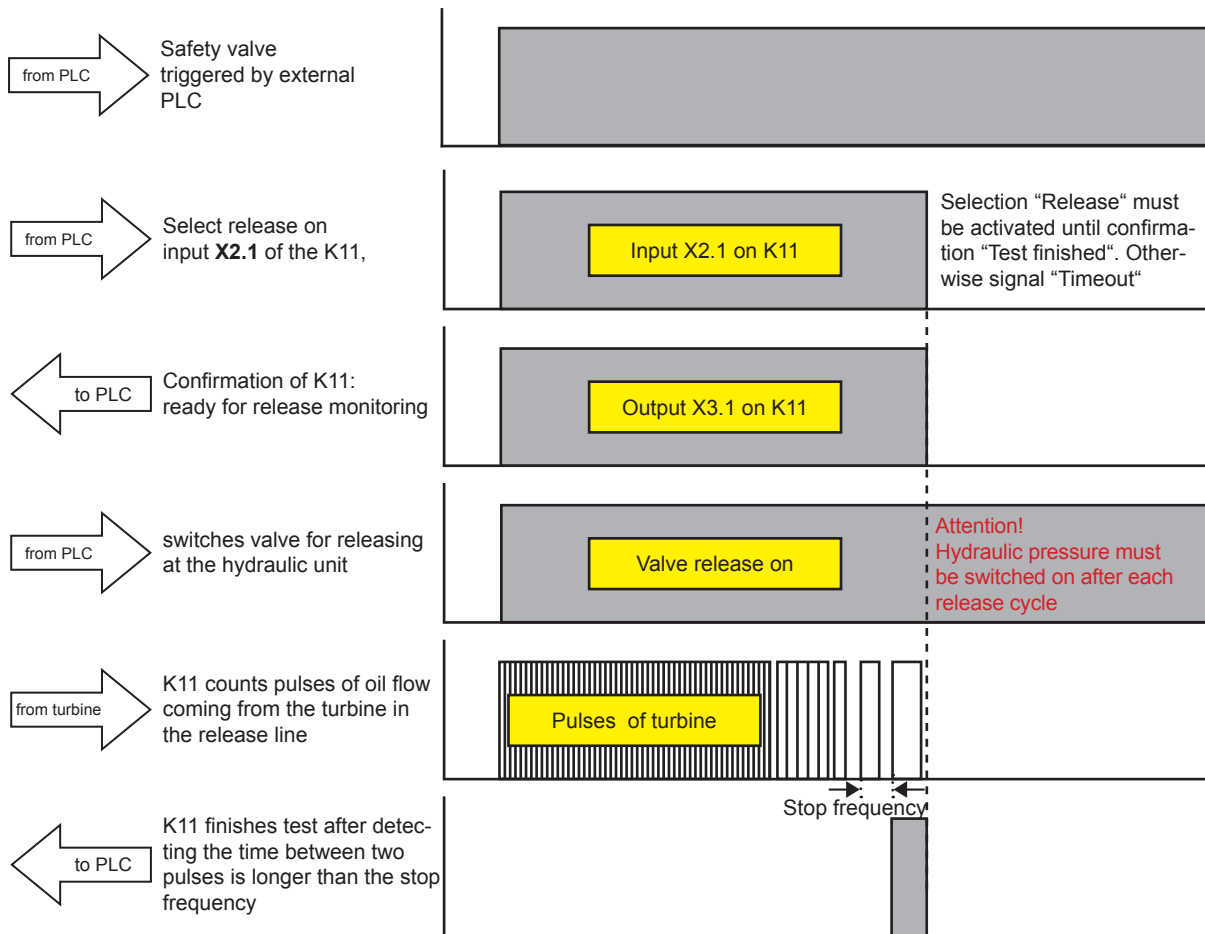 from PLC
Safety valve
triggered by external
PLC
from PLC
Select release on
input X2.1 of the K11,
Input X2.1 on K11
Selection “Release“ must
be activated until confirma-
tion “Test finished“. Other-
wise signal “Timeout“
to PLC
Confirmation of K11:
ready for release monitoring
Output X3.1 on K11
from PLC
switches valve for releasing
at the hydraulic unit
Valve release on
Attention!
Hydraulic pressure must
be switched on after each
release cycle
from turbine
K11 counts pulses of oil flow
coming from the turbine in
the release line
Pulses of turbine
Stop frequency
to PLC
K11 finishes test after detec-
ting the time between two
pulses is longer than the stop
frequency